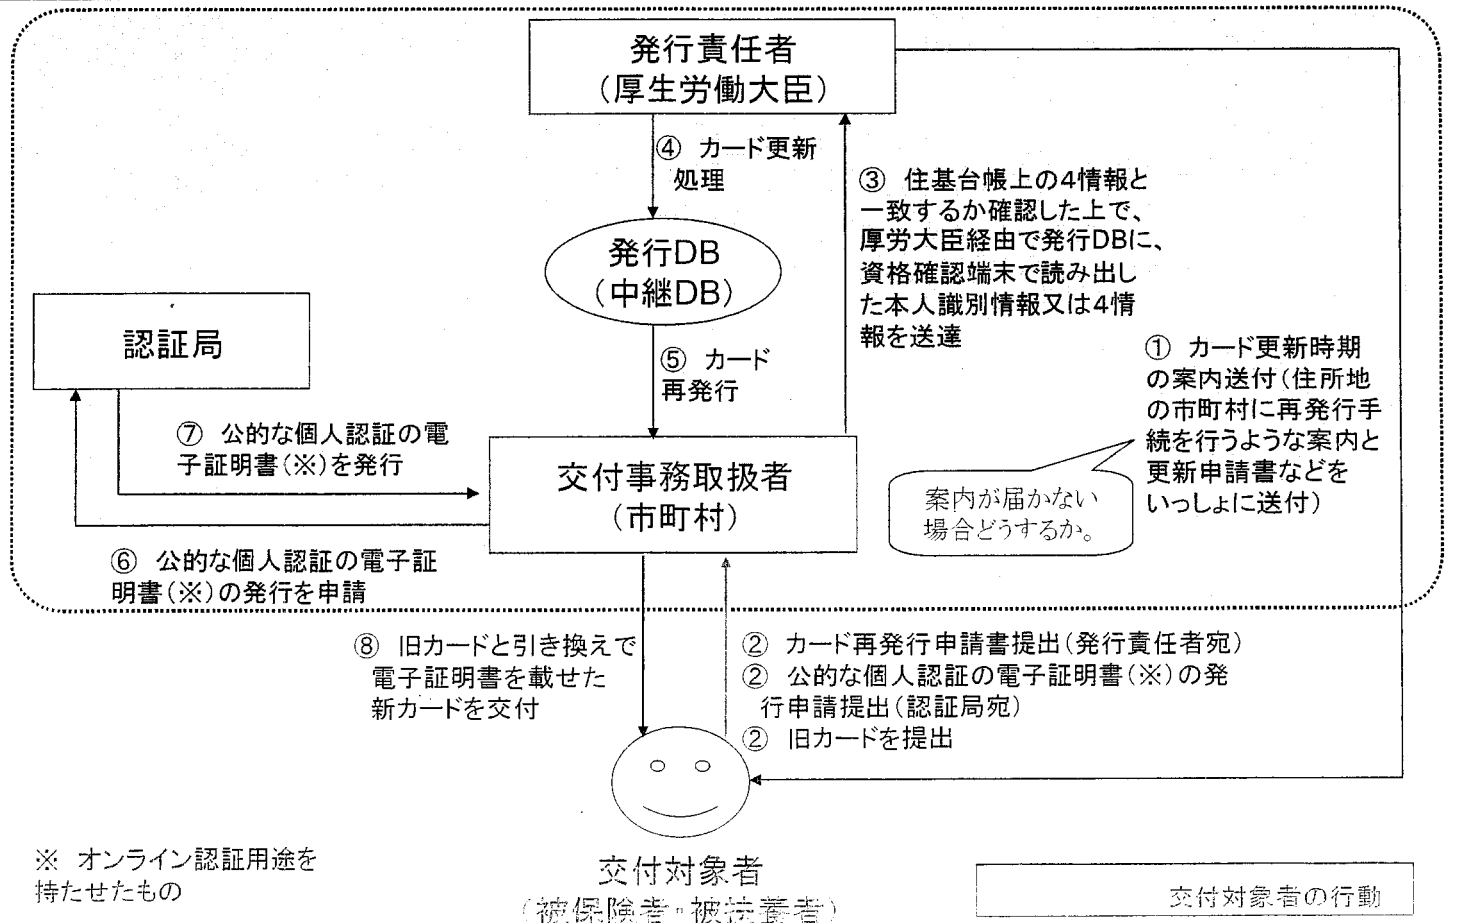 発行責任者
(厚生労働大臣)
④ カード更新
処理
③ 住基台帳上の4情報と
一致するか確認した上で、
厚労大臣経由で発行DBに、
資格確認端末で読み出し
た本人識別情報又は4情
報を送達
発行DB
(中継DB)
認証局
⑤ カード
再発行
① カード更新時期
の案内送付(住所地
の市町村に再発行手
続を行うような案内と
更新申請書などを
いっしょに送付)
⑦ 公的な個人認証の電
子証明書(※)を発行
交付事務取扱者
(市町村)
案内が届かない
場合どうするか。
⑥ 公的な個人認証の電子証
明書(※)の発行を申請
⑧ 旧カードと引き換えで
電子証明書を載せた
新カードを交付
② カード再発行申請書提出(発行責任者宛)
② 公的な個人認証の電子証明書(※)の発
行申請提出(認証局宛)
② 旧カードを提出
※ オンライン認証用途を
持たせたもの
交付対象者
(被保険者・被扶養者)
交付対象者の行動